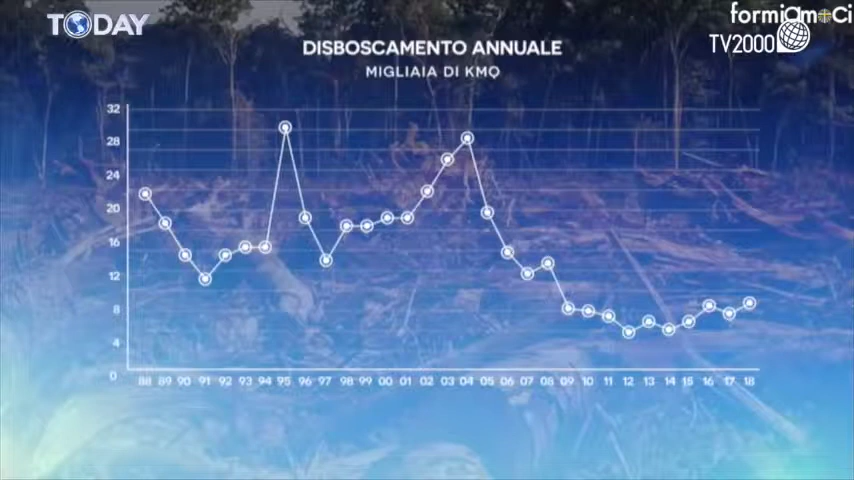 formiamoCi
TODAY
TV2000
DISBOSCAMENTO ANNUALE
MIGLIAIA DI KMQ
32
28
24
20
16
12
8
4
0
88 89 90 91 92 93 94 95 96 97 98 99 00 01 02 03 04 05 06 07 08 09 10 11 12 13 14 15 16 17 18